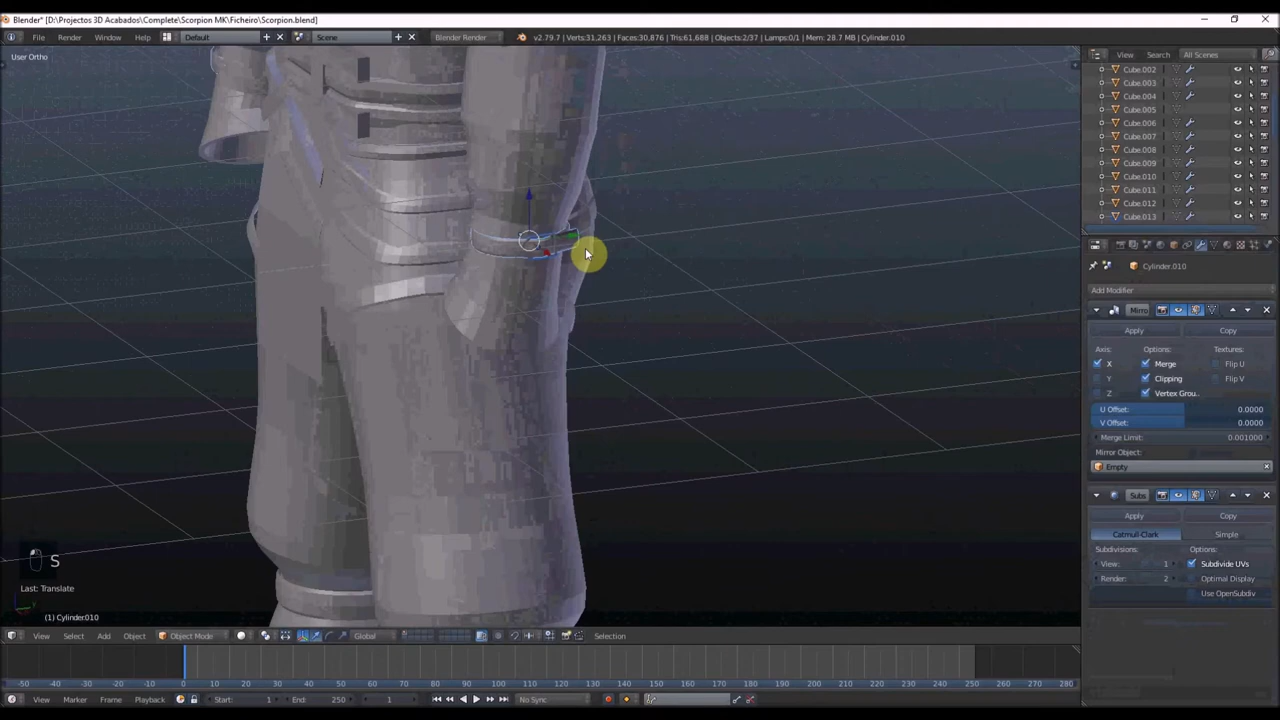 Blender* [D:\Projectos 3D Acabados\Complete\Scorpion MK\Ficheiro\Scorpion.blend]
File Render Window Help Default Scene Blender Render v2.79.7 | Verts:31,263 | Faces:30,876 | Tris:61,688 | Objects:2/37 | Lamps:0/1 | Mem: 28.7 MB | Cylinder.010
View Search All Scenes
User Ortho
Cube.002
Cube.003
Cube.004
Cube.005
Cube.006
Cube.007
Cube.008
Cube.009
Cube.010
Cube.011
Cube.012
Cube.013
Cylinder.010
Add Modifier
Mirro
Apply Copy
Axis: Options: Textures:
X Merge Flip U
Y Clipping Flip V
Z Vertex Grou..
U Offset: 0.0000
V Offset: 0.0000
Merge Limit: 0.001000
Mirror Object:
Empty
Subs
Apply Copy
Catmull-Clark Simple
Subdivisions: Options:
View: 1 Subdivide UVs
Render: 2 Optimal Display
Use OpenSubdiv
S
Last: Translate
(1) Cylinder.010
View Select Add Object Object Mode Global Selection
-50 -40 -30 -20 -10 0 10 20 30 40 50 60 70 80 90 100 110 120 130 140 150 160 170 180 190 200 210 220 230 240 250 260 270 280
View Marker Frame Playback Start: 1 End: 250 1 No Sync